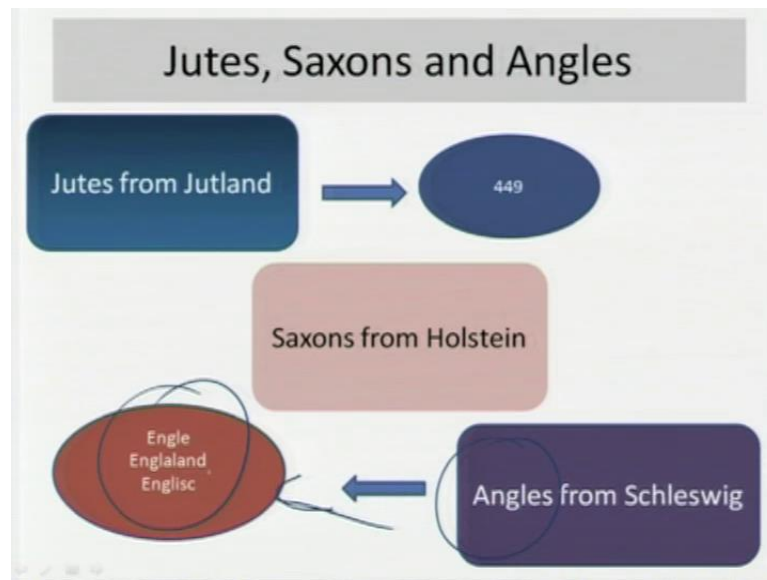 Jutes, Saxons and Angles
Jutes from Jutland
449
Saxons from Holstein
Engle
Englaland
Englisc
Angles from Schleswig